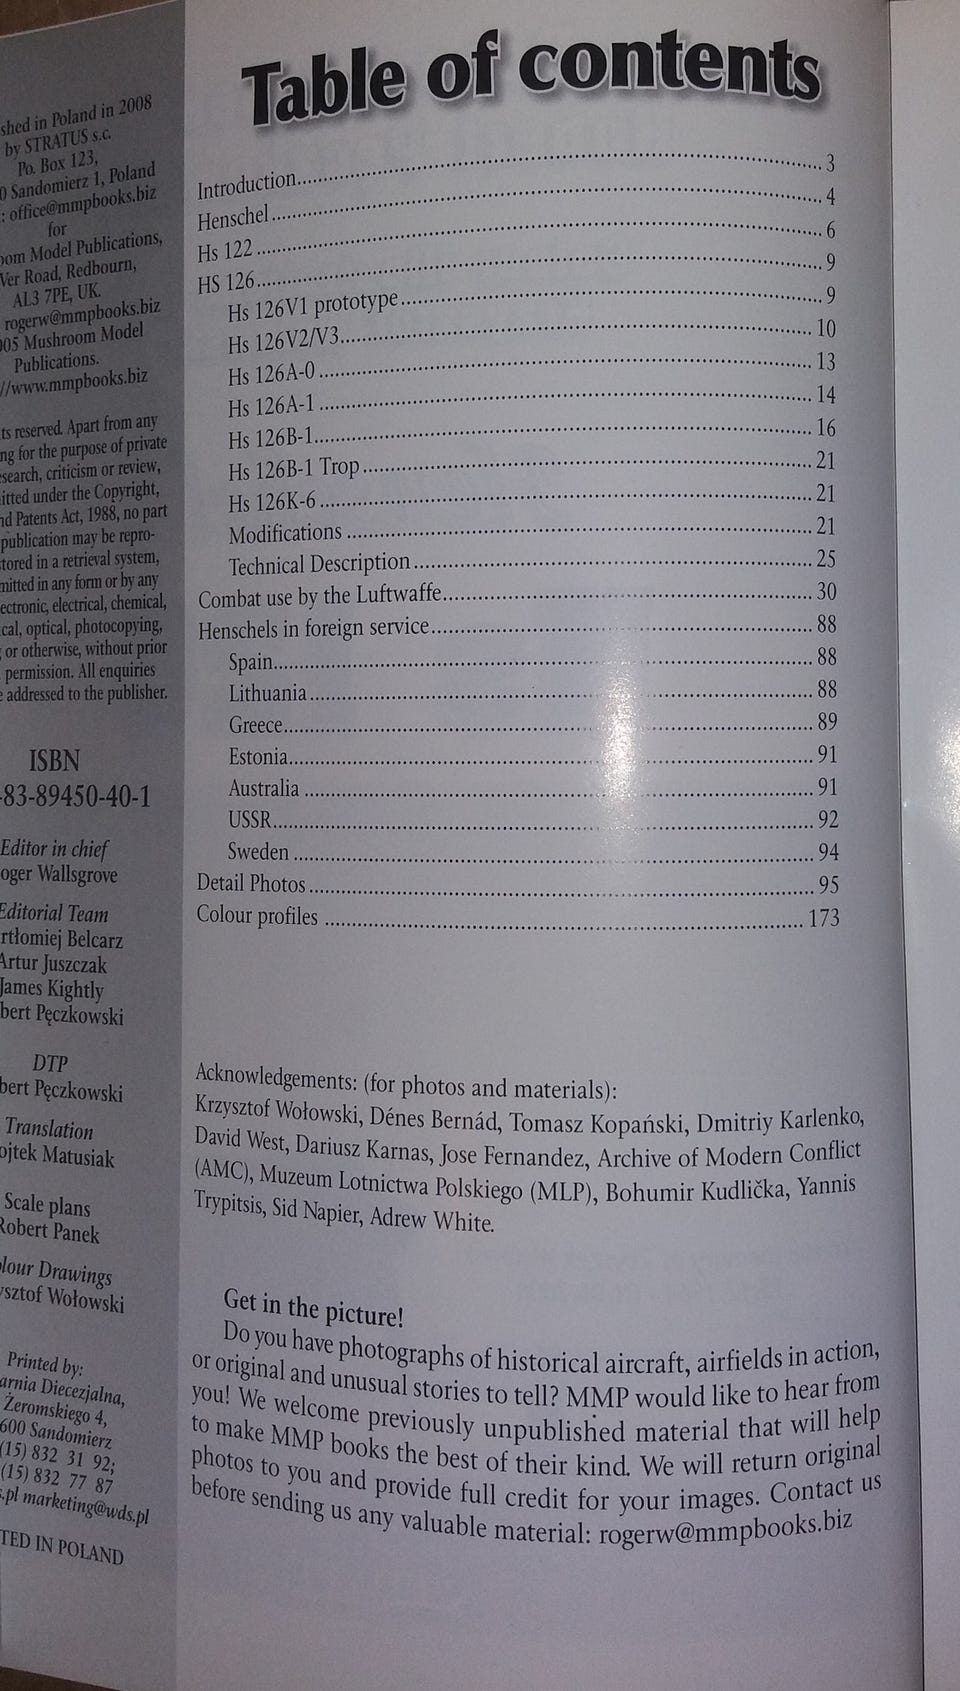 shed in Poland in 2008
by STRATUS s.c.
Po. Box 123,
0 Sandomierz 1, Poland
: office@mmpbooks.biz
for
oom Model Publications,
Ver Road, Redbourn,
AL3 7PE, UK.
rogerw@mmpbooks.biz
005 Mushroom Model
Publications.
//www.mmpbooks.biz
ts reserved. Apart from any
ng for the purpose of private
esearch, criticism or review,
itted under the Copyright,
nd Patents Act, 1988, no part
publication may be repro-
stored in a retrieval system,
mitted in any form or by any
ectronic, electrical, chemical,
cal, optical, photocopying,
g or otherwise, without prior
permission. All enquiries
e addressed to the publisher.
ISBN
-83-89450-40-1
Editor in chief
oger Wallsgrove
Editorial Team
rtłomiej Belcarz
Artur Juszczak
James Kightly
bert Pęczkowski
DTP
bert Pęczkowski
Translation
ojtek Matusiak
Scale plans
Robert Panek
olour Drawings
ysztof Wołowski
Printed by:
arnia Diecezjalna,
Żeromskiego 4,
600 Sandomierz
(15) 832 31 92;
(15) 832 77 87
s.pl marketing@wds.pl
TED IN POLAND
Table of contents
Introduction 3
Henschel 4
Hs 122 6
HS 126 9
Hs 126V1 prototype 9
Hs 126V2/V3 10
Hs 126A-0 13
Hs 126A-1 14
Hs 126B-1 16
Hs 126B-1 Trop 21
Hs 126K-6 21
Modifications 21
Technical Description 25
Combat use by the Luftwaffe 30
Henschels in foreign service 88
Spain 88
Lithuania 88
Greece 89
Estonia 91
Australia 91
USSR 92
Sweden 94
Detail Photos 95
Colour profiles 173
Acknowledgements: (for photos and materials):
Krzysztof Wołowski, Dénes Bernád, Tomasz Kopański, Dmitriy Karlenko,
David West, Dariusz Karnas, Jose Fernandez, Archive of Modern Conflict
(AMC), Muzeum Lotnictwa Polskiego (MLP), Bohumir Kudlička, Yannis
Trypitsis, Sid Napier, Adrew White.
Get in the picture!
Do you have photographs of historical aircraft, airfields in action,
or original and unusual stories to tell? MMP would like to hear from
you! We welcome previously unpublished material that will help
to make MMP books the best of their kind. We will return original
photos to you and provide full credit for your images. Contact us
before sending us any valuable material: rogerw@mmpbooks.biz